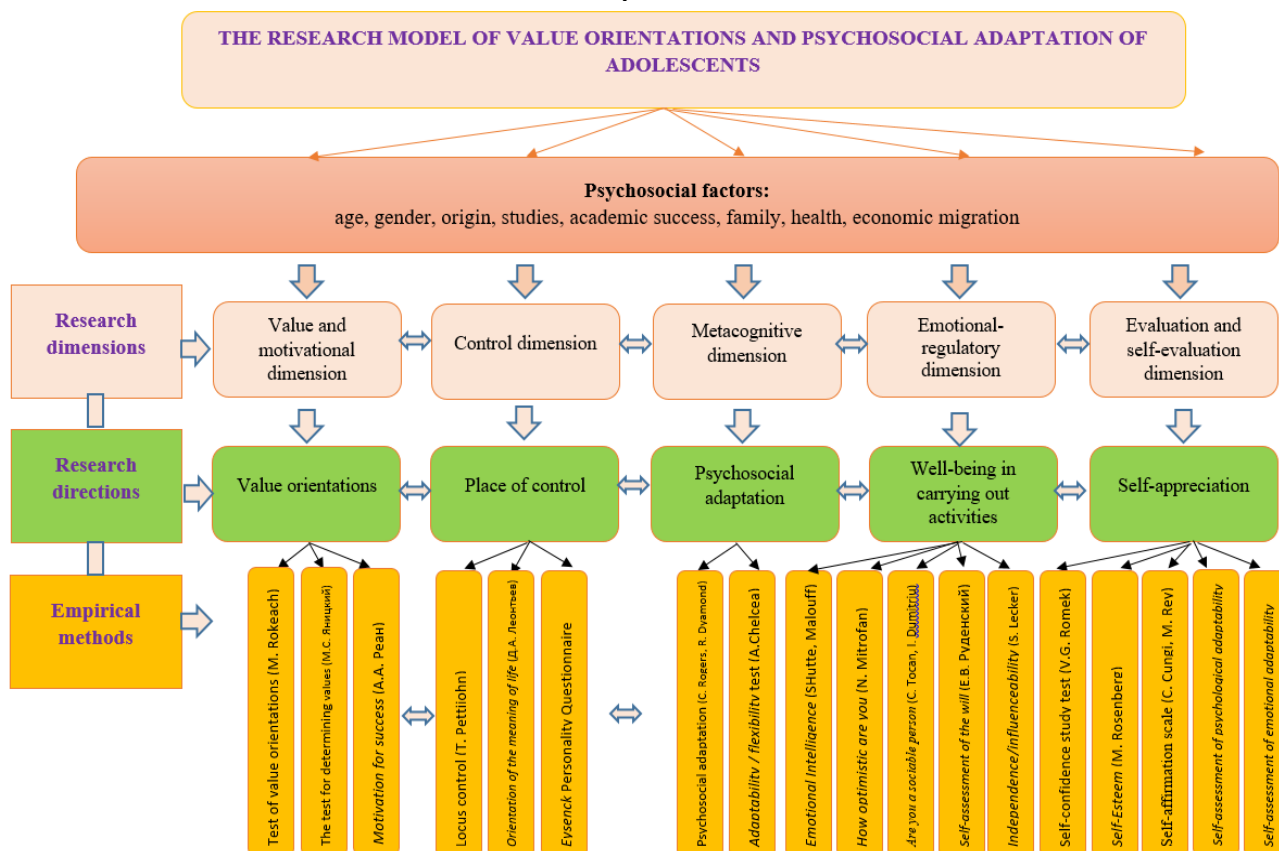 THE RESEARCH MODEL OF VALUE ORIENTATIONS AND PSYCHOSOCIAL ADAPTATION OF
ADOLESCENTS
Psychosocial factors:
age, gender, origin, studies, academic success, family, health, economic migration
Research
dimensions
Value and
motivational
dimension
Control dimension
Metacognitive
dimension
Emotional-
regulatory
dimension
Evaluation and
self-evaluation
dimension
Research
directions
Value orientations
Place of control
Psychosocial
adaptation
Well-being in
carrying out
activities
Self-appreciation
Empirical
methods
Test of value orientations (M. Rokeach)
The test for determining values (М.С. Яницкий)
Motivation for success (А.А. Реан)
Locus control (T. Pettiiohn)
Orientation of the meaning of life (Д.А. Леонтьев)
Eysenck Personality Questionnaire
Psychosocial adaptation (C. Rogers, R. Dyamond)
Adaptability / flexibility test (A.Chelcea)
Emotional Intelligence (SHutte, Malouff)
How optimistic are you (N. Mitrofan)
Are you a sociable person (C. Tocan, I. Dumitriu)
Self-assessment of the will (Е.В. Руденский)
Independence/influenceability (S. Lecker)
Self-confidence study test (V.G. Romek)
Self-Esteem (M. Rosenberg)
Self-affirmation scale (C. Cungi, M. Rey)
Self-assessment of psychological adaptability
Self-assessment of emotional adaptability